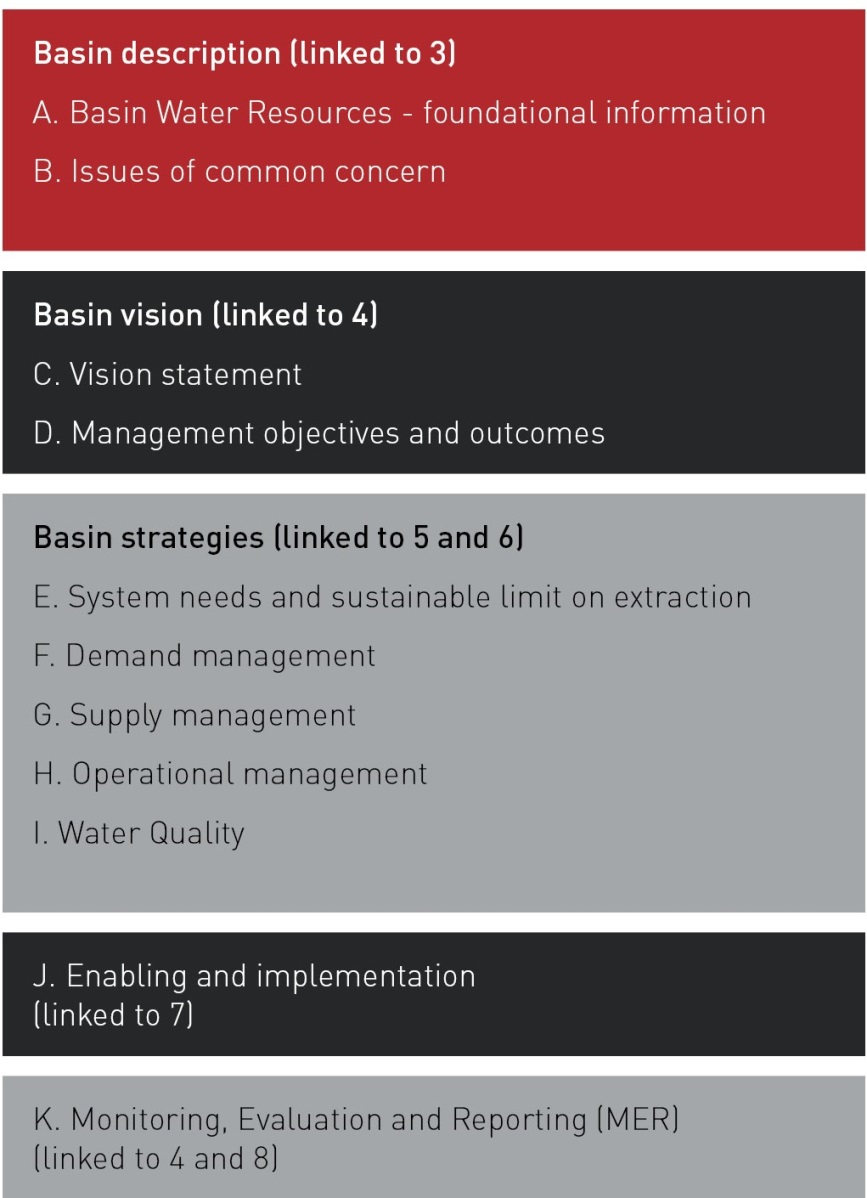 Basin description (linked to 3)
A. Basin Water Resources - foundational information
B. Issues of common concern
Basin vision (linked to 4)
C. Vision statement
D. Management objectives and outcomes
Basin strategies (linked to 5 and 6)
E. System needs and sustainable limit on extraction
F. Demand management
G. Supply management
H. Operational management
I. Water Quality
J. Enabling and implementation
(linked to 7)
K. Monitoring, Evaluation and Reporting (MER)
(linked to 4 and 8)